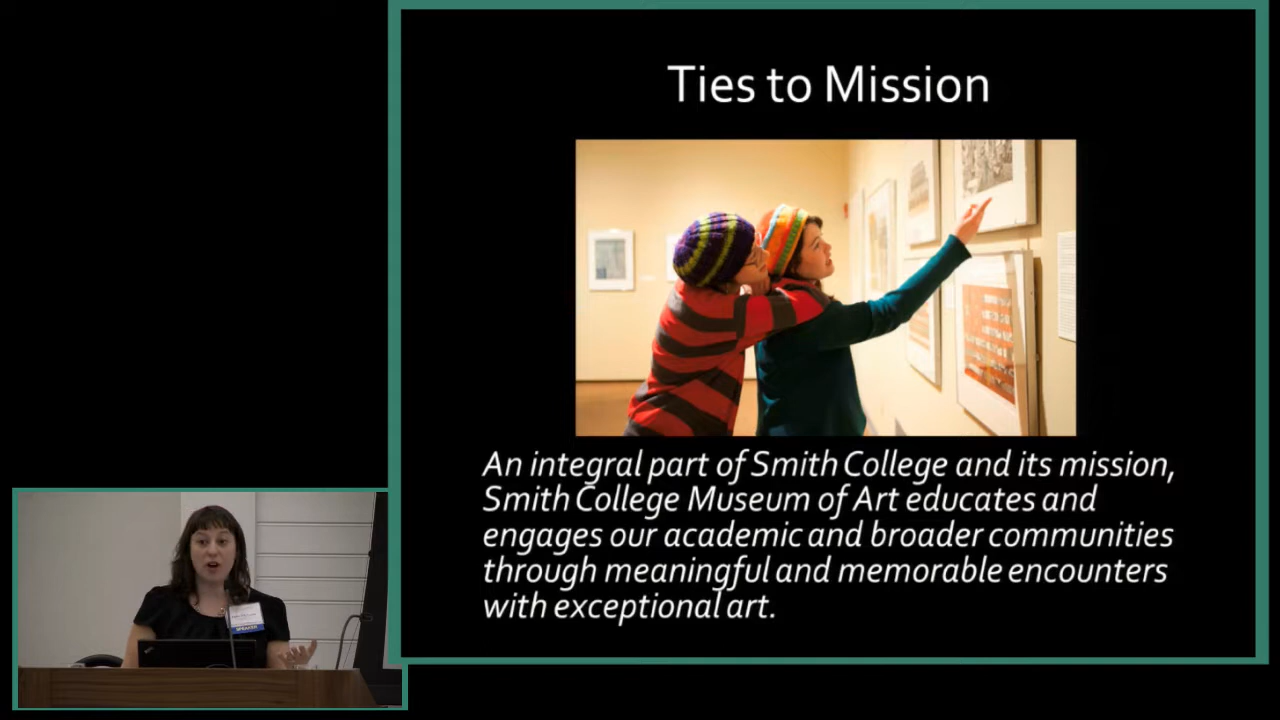 Ties to Mission
An integral part of Smith College and its mission,
Smith College Museum of Art educates and
engages our academic and broader communities
through meaningful and memorable encounters
with exceptional art.
SPEAKER